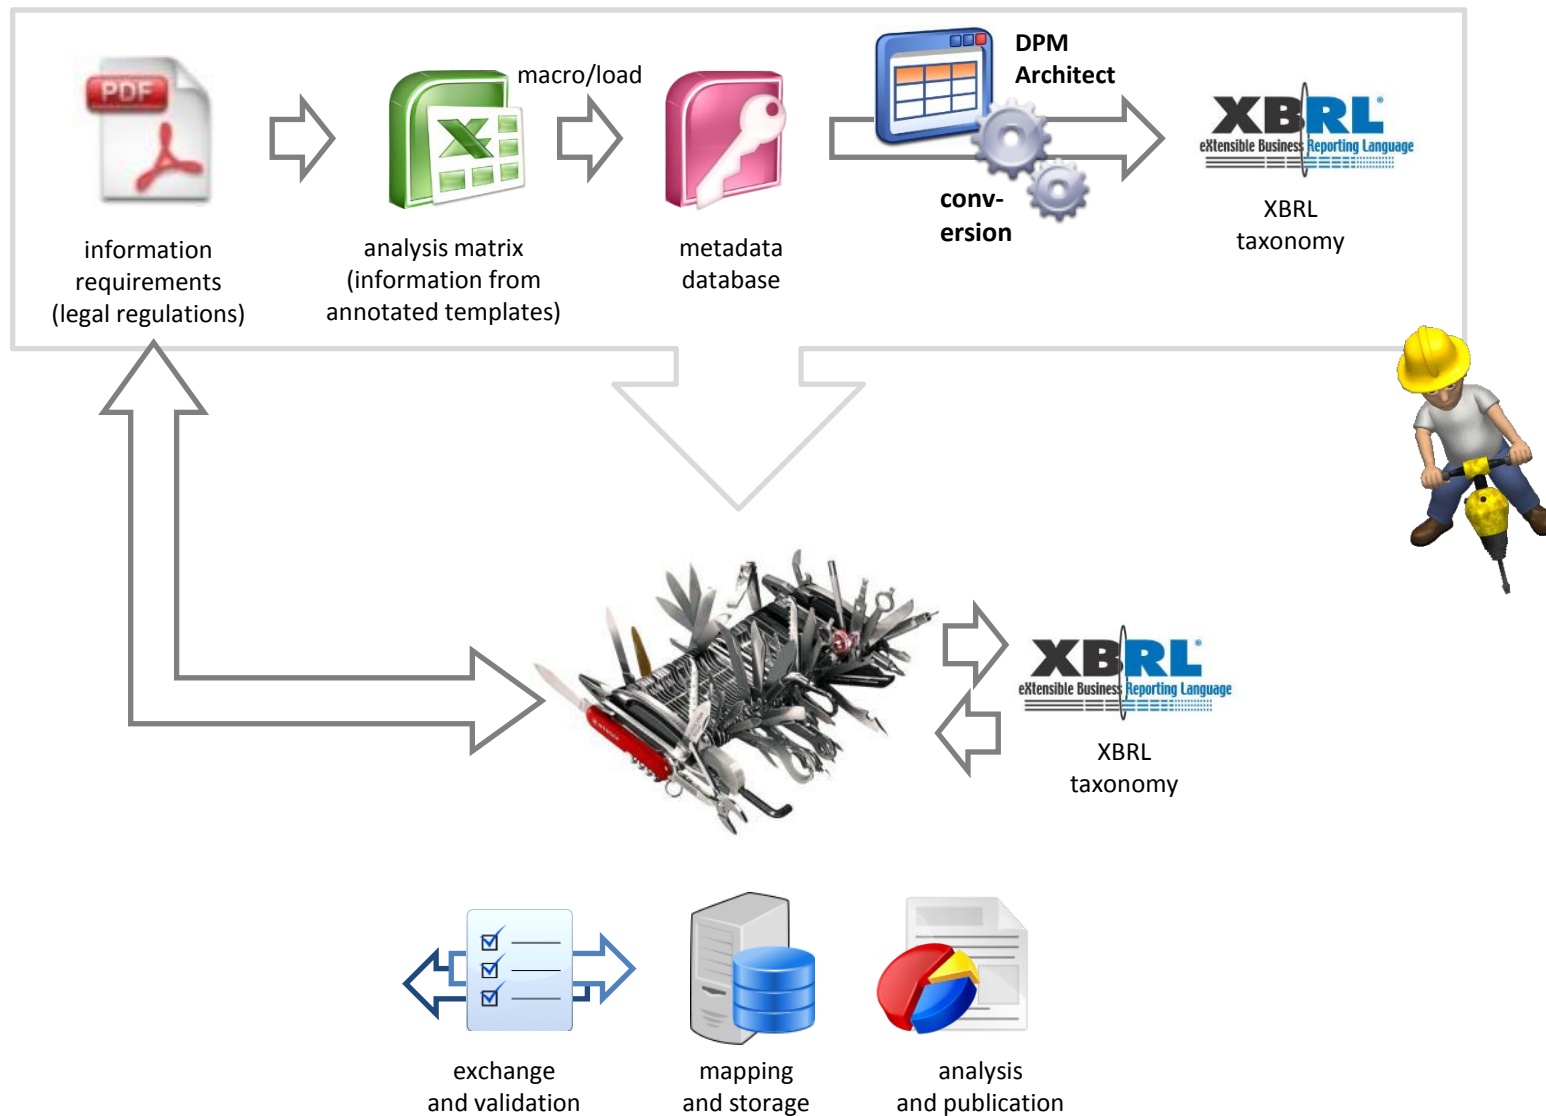 PDF
information
requirements
(legal regulations)
analysis matrix
(information from
annotated templates)
macro/load
metadata
database
DPM
Architect
conv-
ersion
XBRL®
eXtensible Business Reporting Language
XBRL
taxonomy
XBRL®
eXtensible Business Reporting Language
XBRL
taxonomy
exchange
and validation
mapping
and storage
analysis
and publication